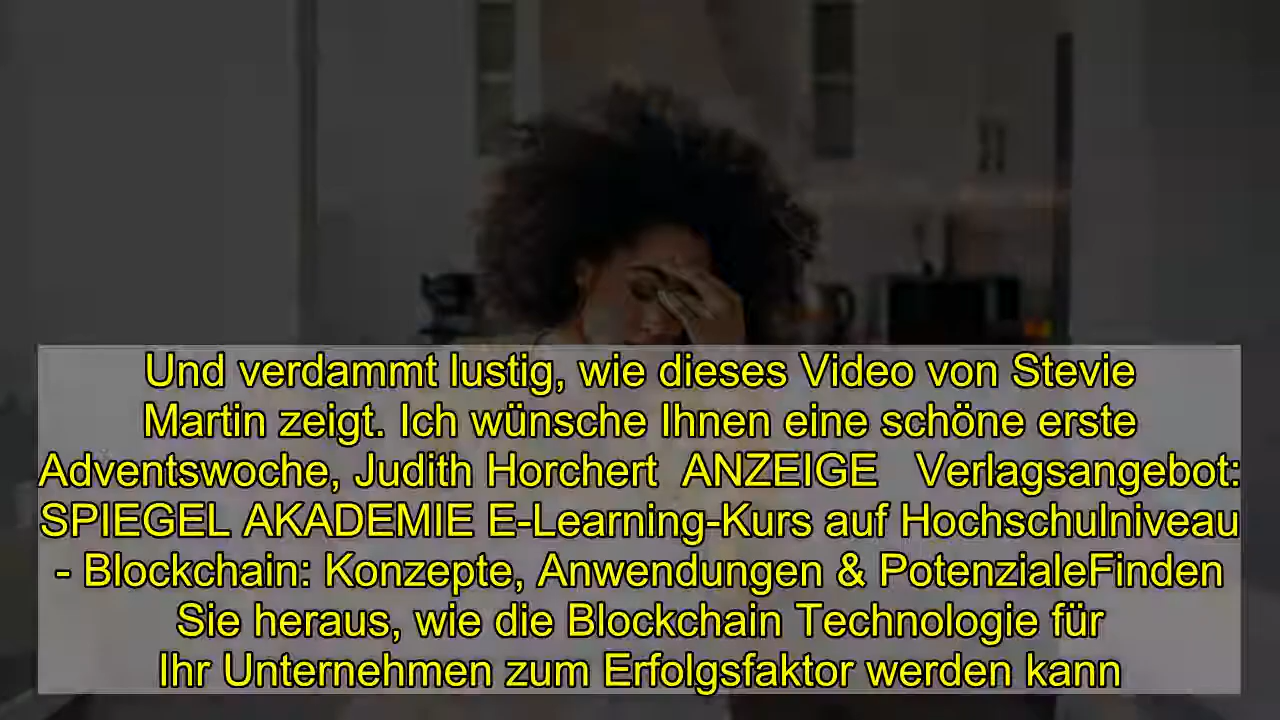 Und verdammt lustig, wie dieses Video von Stevie
Martin zeigt. Ich wünsche Ihnen eine schöne erste
Adventswoche, Judith Horchert  ANZEIGE   Verlagsangebot:
SPIEGEL AKADEMIE E-Learning-Kurs auf Hochschulniveau
- Blockchain: Konzepte, Anwendungen & PotenzialeFinden
Sie heraus, wie die Blockchain Technologie für
Ihr Unternehmen zum Erfolgsfaktor werden kann